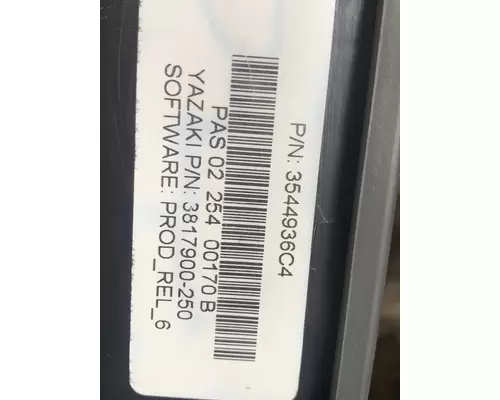 P/N: 3544936C4
PAS 02 254 00170 B
YAZAKI P/N: 3817900-250
SOFTWARE: PROD_REL_6